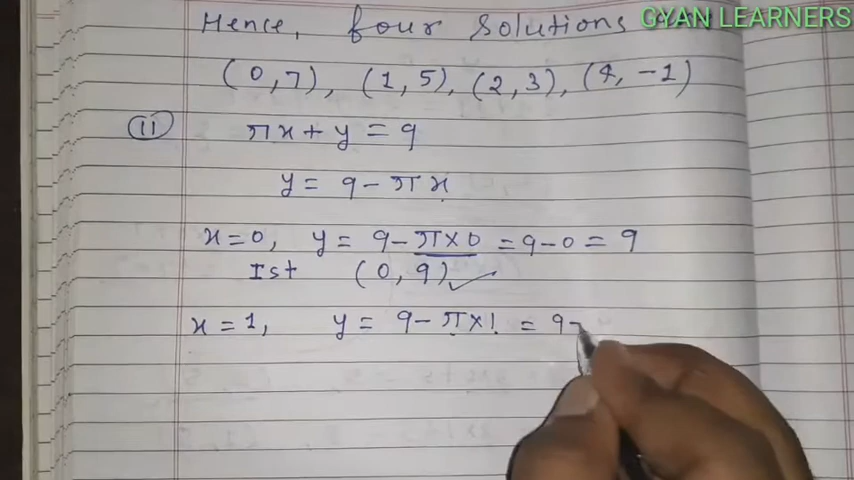 Hence, four Solutions GYAN LEARNERS
(0,7), (1,5), (2,3), (4,-1)
(ii) πx + y = 9
y = 9 - πx
x = 0, y = 9 - π×0 = 9-0 = 9
Ist (0,9) ✓
x = 1, y = 9 - π×1 = 9-